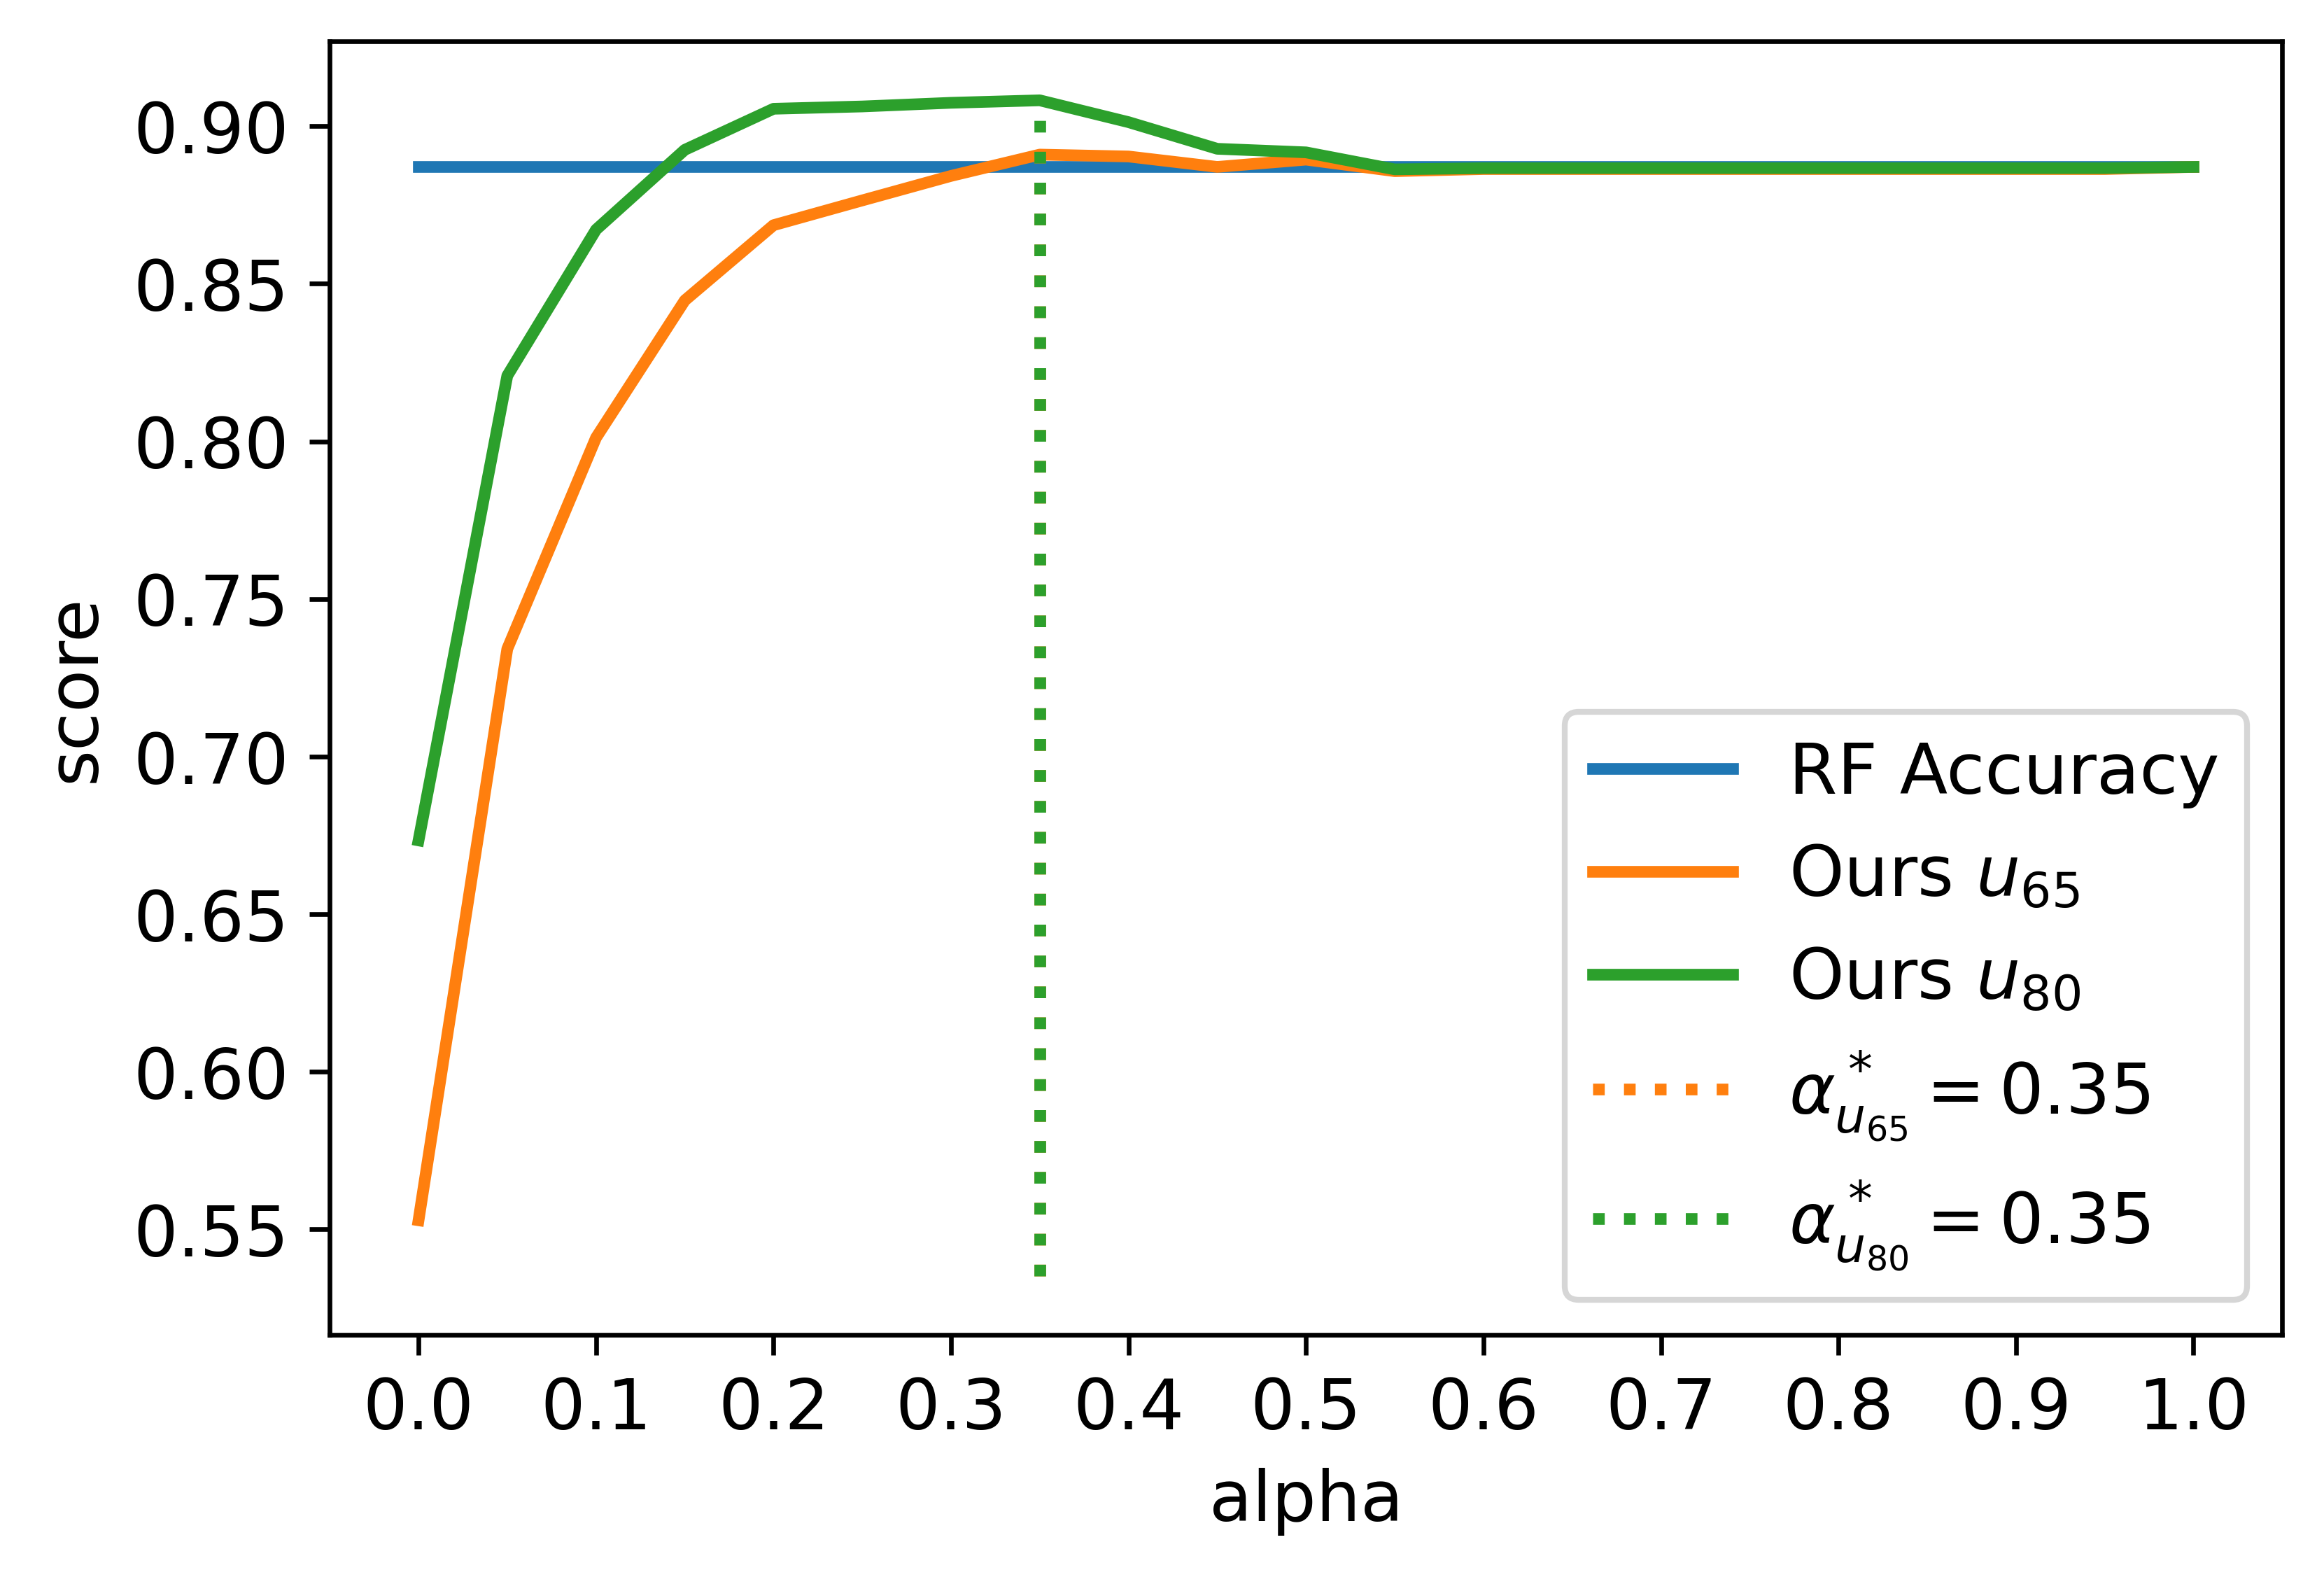 0.90
0.85
0.80
0.75
0.70
0.65
0.60
0.55
score
RF Accuracy
Ours u₆₅
Ours u₈₀
α*ᵤ₆₅ = 0.35
α*ᵤ₈₀ = 0.35
0.0 0.1 0.2 0.3 0.4 0.5 0.6 0.7 0.8 0.9 1.0
alpha